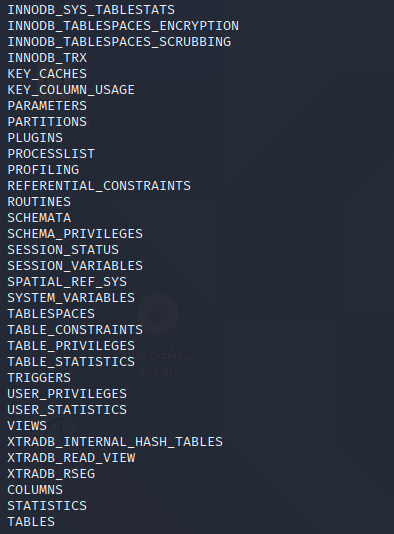 INNODB_SYS_TABLESTATS
INNODB_TABLESPACES_ENCRYPTION
INNODB_TABLESPACES_SCRUBBING
INNODB_TRX
KEY_CACHES
KEY_COLUMN_USAGE
PARAMETERS
PARTITIONS
PLUGINS
PROCESSLIST
PROFILING
REFERENTIAL_CONSTRAINTS
ROUTINES
SCHEMATA
SCHEMA_PRIVILEGES
SESSION_STATUS
SESSION_VARIABLES
SPATIAL_REF_SYS
SYSTEM_VARIABLES
TABLESPACES
TABLE_CONSTRAINTS
TABLE_PRIVILEGES
TABLE_STATISTICS
TRIGGERS
USER_PRIVILEGES
USER_STATISTICS
VIEWS
XTRADB_INTERNAL_HASH_TABLES
XTRADB_READ_VIEW
XTRADB_RSEG
COLUMNS
STATISTICS
TABLES